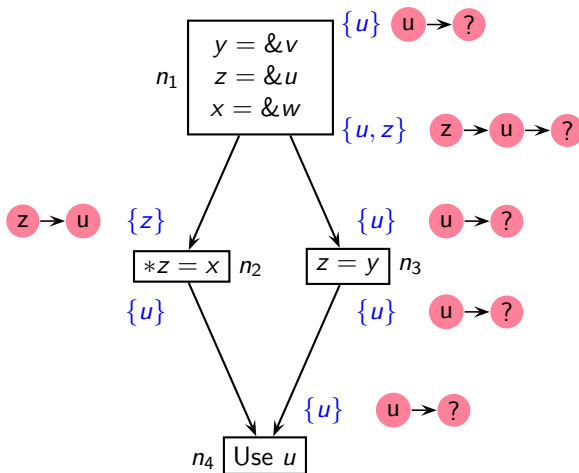 {u} u ?
y = &v
z = &u
x = &w
n1
{u, z} z u ?
z u {z} {u} u ?
*z = x n2 z = y n3
{u} {u} u ?
{u} u ?
n4 Use u